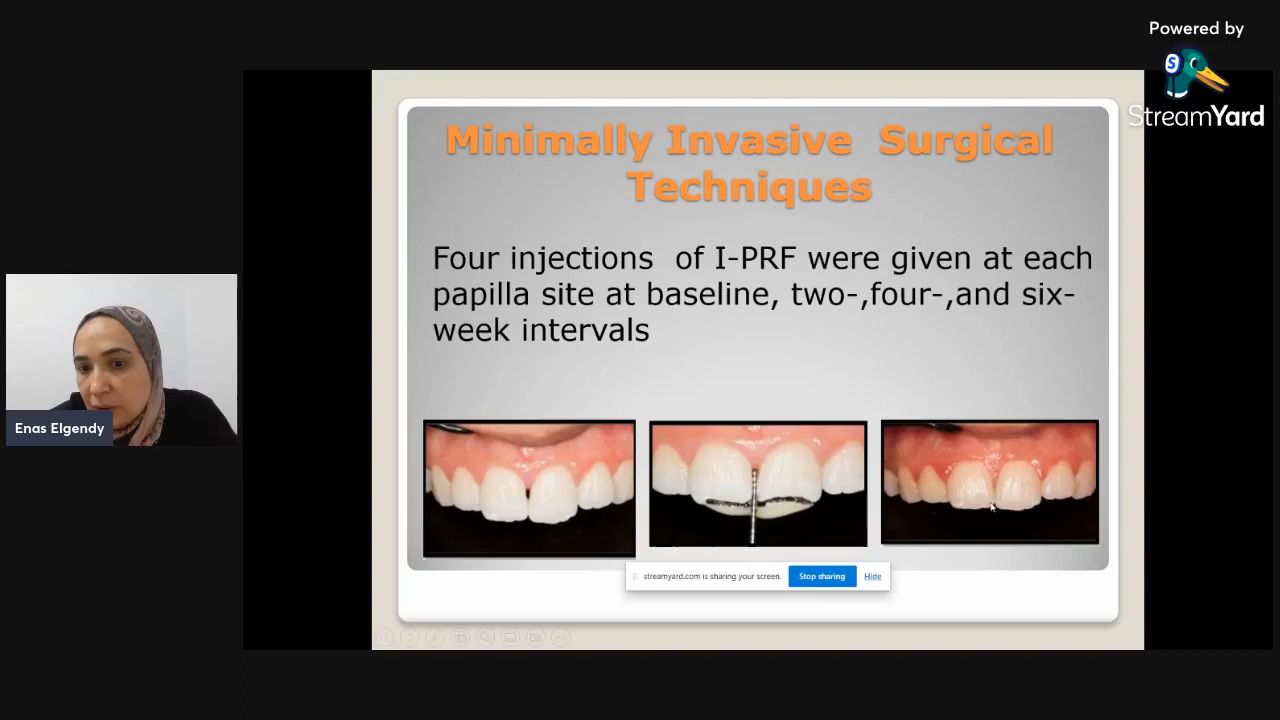 Powered by
StreamYard
Minimally Invasive  Surgical
Techniques
Four injections  of I-PRF were given at each
papilla site at baseline, two-,four-,and six-
week intervals
Enas Elgendy
streamyard.com is sharing your screen.
Stop sharing
Hide